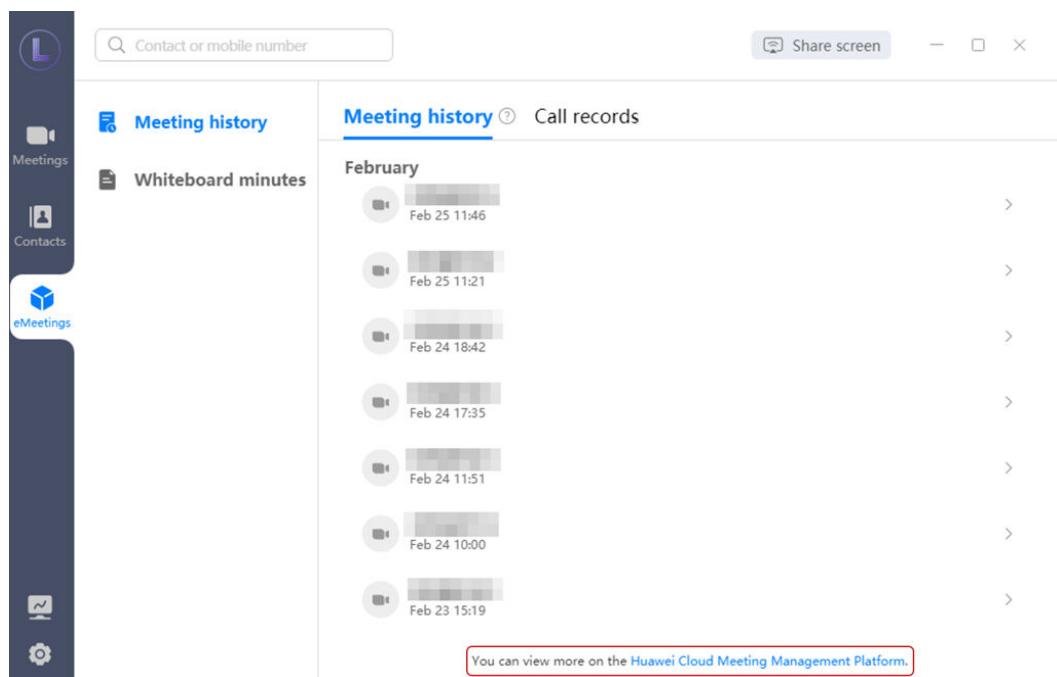 L
Contact or mobile number
Share screen
Meetings
Contacts
eMeetings
Meeting history
Whiteboard minutes
Meeting history ?
Call records
February
Feb 25 11:46
Feb 25 11:21
Feb 24 18:42
Feb 24 17:35
Feb 24 11:51
Feb 24 10:00
Feb 23 15:19
You can view more on the Huawei Cloud Meeting Management Platform.